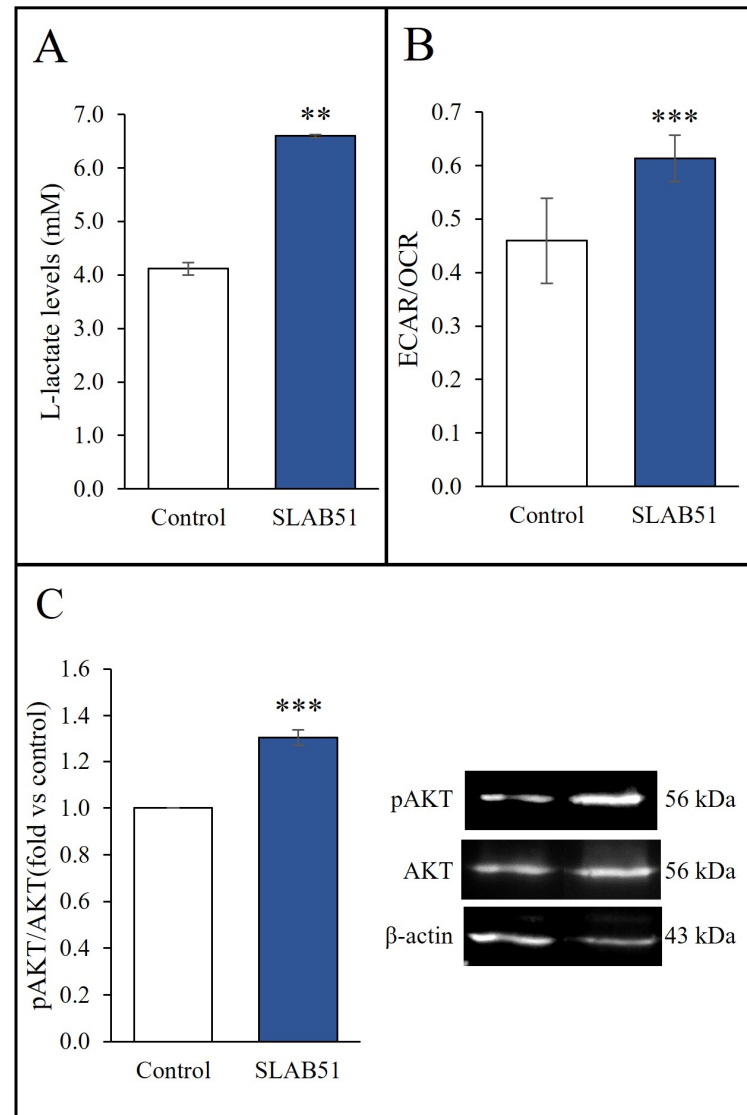 A
L-lactate levels (mM)
7.0
6.0
5.0
4.0
3.0
2.0
1.0
0.0
**
Control SLAB51
B
ECAR/OCR
0.7
0.6
0.5
0.4
0.3
0.2
0.1
0.0
***
Control SLAB51
C
pAKT/AKT(fold vs control)
1.6
1.4
1.2
1.0
0.8
0.6
0.4
0.2
0.0
***
Control SLAB51
pAKT 56 kDa
AKT 56 kDa
β-actin 43 kDa